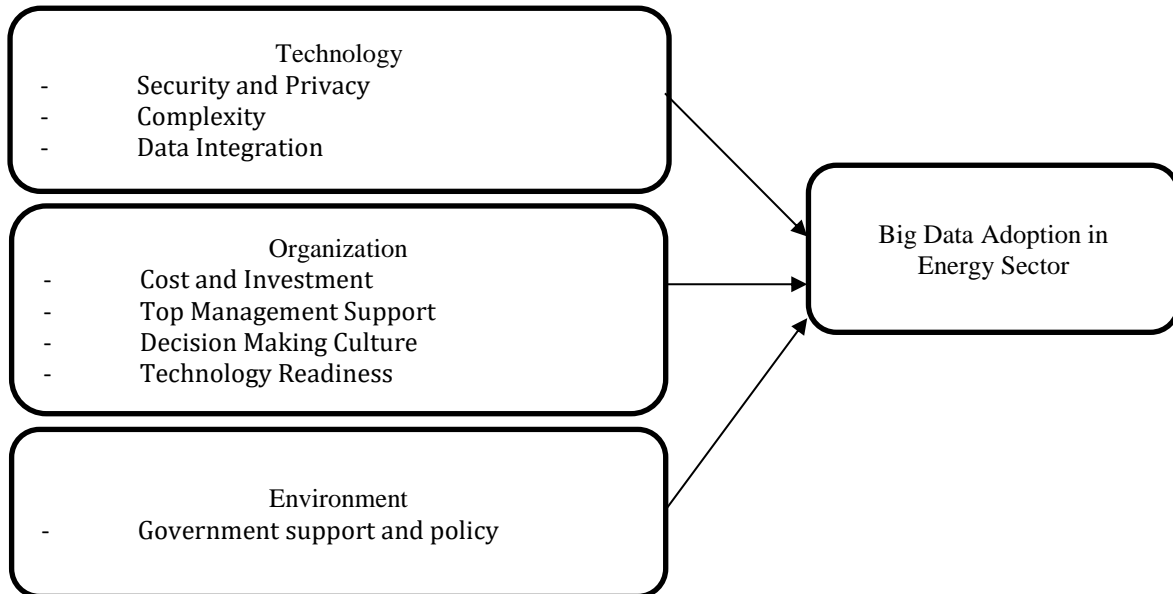 Technology
- Security and Privacy
- Complexity
- Data Integration
Organization
- Cost and Investment
- Top Management Support
- Decision Making Culture
- Technology Readiness
Environment
- Government support and policy
Big Data Adoption in
Energy Sector